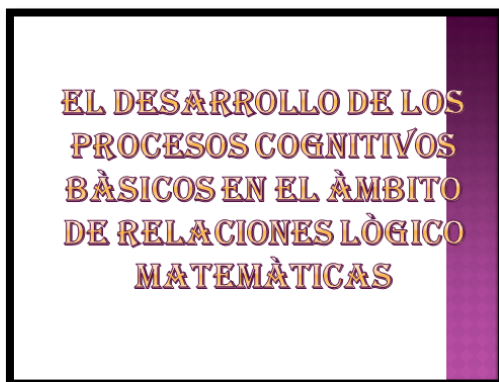 EL DESARROLLO DE LOS
PROCESOS COGNITIVOS
BÀSICOS EN EL ÀMBITO
DE RELACIONES LÒGICO
MATEMÀTICAS